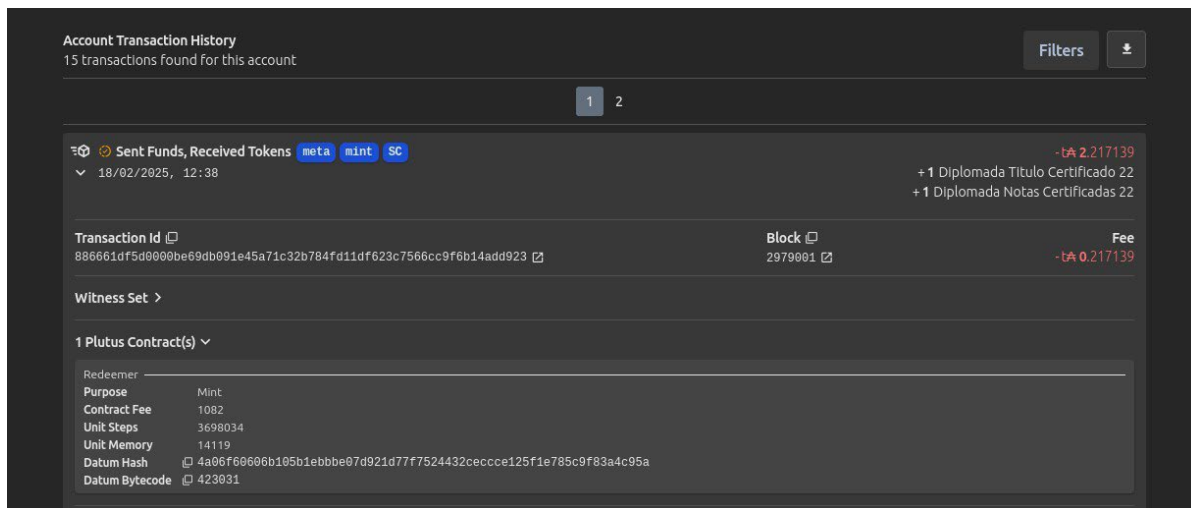 Account Transaction History
15 transactions found for this account
Filters
1 2
Sent Funds, Received Tokens meta mint SC
-t₳ 2.217139
18/02/2025, 12:38
+1 Diplomada Titulo Certificado 22
+1 Diplomada Notas Certificadas 22
Transaction Id Block Fee
886661df5d0000be69db091e45a71c32b784fd11df623c7566cc9f6b14add923 2979001 -t₳ 0.217139
Witness Set
1 Plutus Contract(s)
Redeemer
Purpose Mint
Contract Fee 1082
Unit Steps 3698034
Unit Memory 14119
Datum Hash 4a06f60606b105b1ebbbe07d921d77f7524432ceccce125f1e785c9f83a4c95a
Datum Bytecode 423031